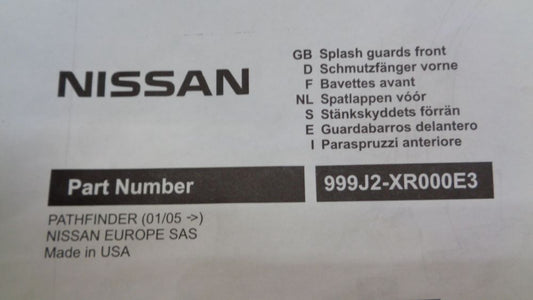 NISSAN
GB Splash guards front
D Schmutzfänger vorne
F Bavettes avant
NL Spatlappen vóór
S Stänkskyddets förrän
E Guardabarros delantero
I Paraspruzzi anteriore
Part Number 999J2-XR000E3
PATHFINDER (01/05 ->)
NISSAN EUROPE SAS
Made in USA